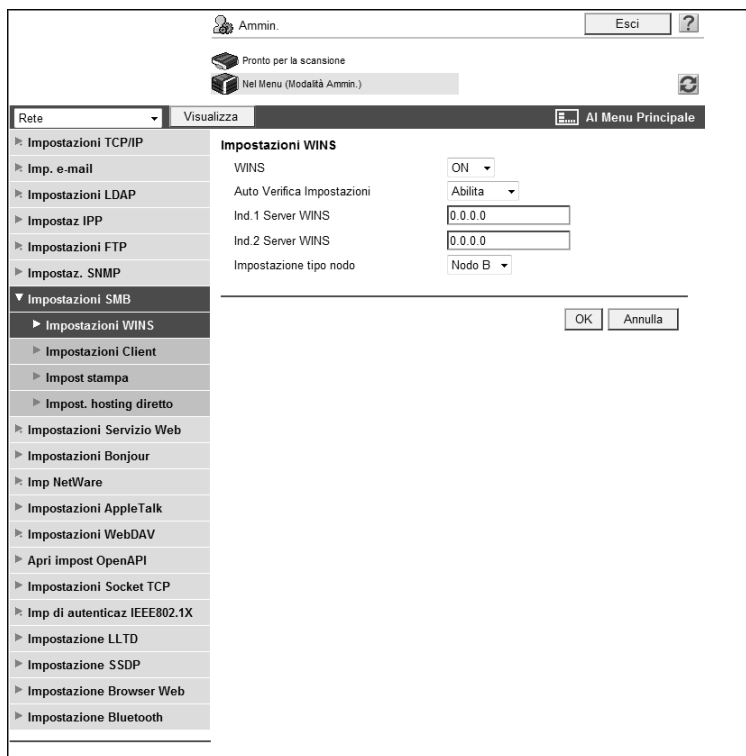 Ammin.
Esci
?
Pronto per la scansione
Nel Menu (Modalità Ammin.)
Rete
Visualizza
Al Menu Principale
Impostazioni TCP/IP
Imp. e-mail
Impostazioni LDAP
Impostaz IPP
Impostazioni FTP
Impostaz. SNMP
Impostazioni SMB
Impostazioni WINS
Impostazioni Client
Impost stampa
Impost. hosting diretto
Impostazioni Servizio Web
Impostazioni Bonjour
Imp NetWare
Impostazioni AppleTalk
Impostazioni WebDAV
Apri impost OpenAPI
Impostazioni Socket TCP
Imp di autenticaz IEEE802.1X
Impostazione LLTD
Impostazione SSDP
Impostazione Browser Web
Impostazione Bluetooth
Impostazioni WINS
WINS ON
Auto Verifica Impostazioni Abilita
Ind.1 Server WINS 0.0.0.0
Ind.2 Server WINS 0.0.0.0
Impostazione tipo nodo Nodo B
OK Annulla